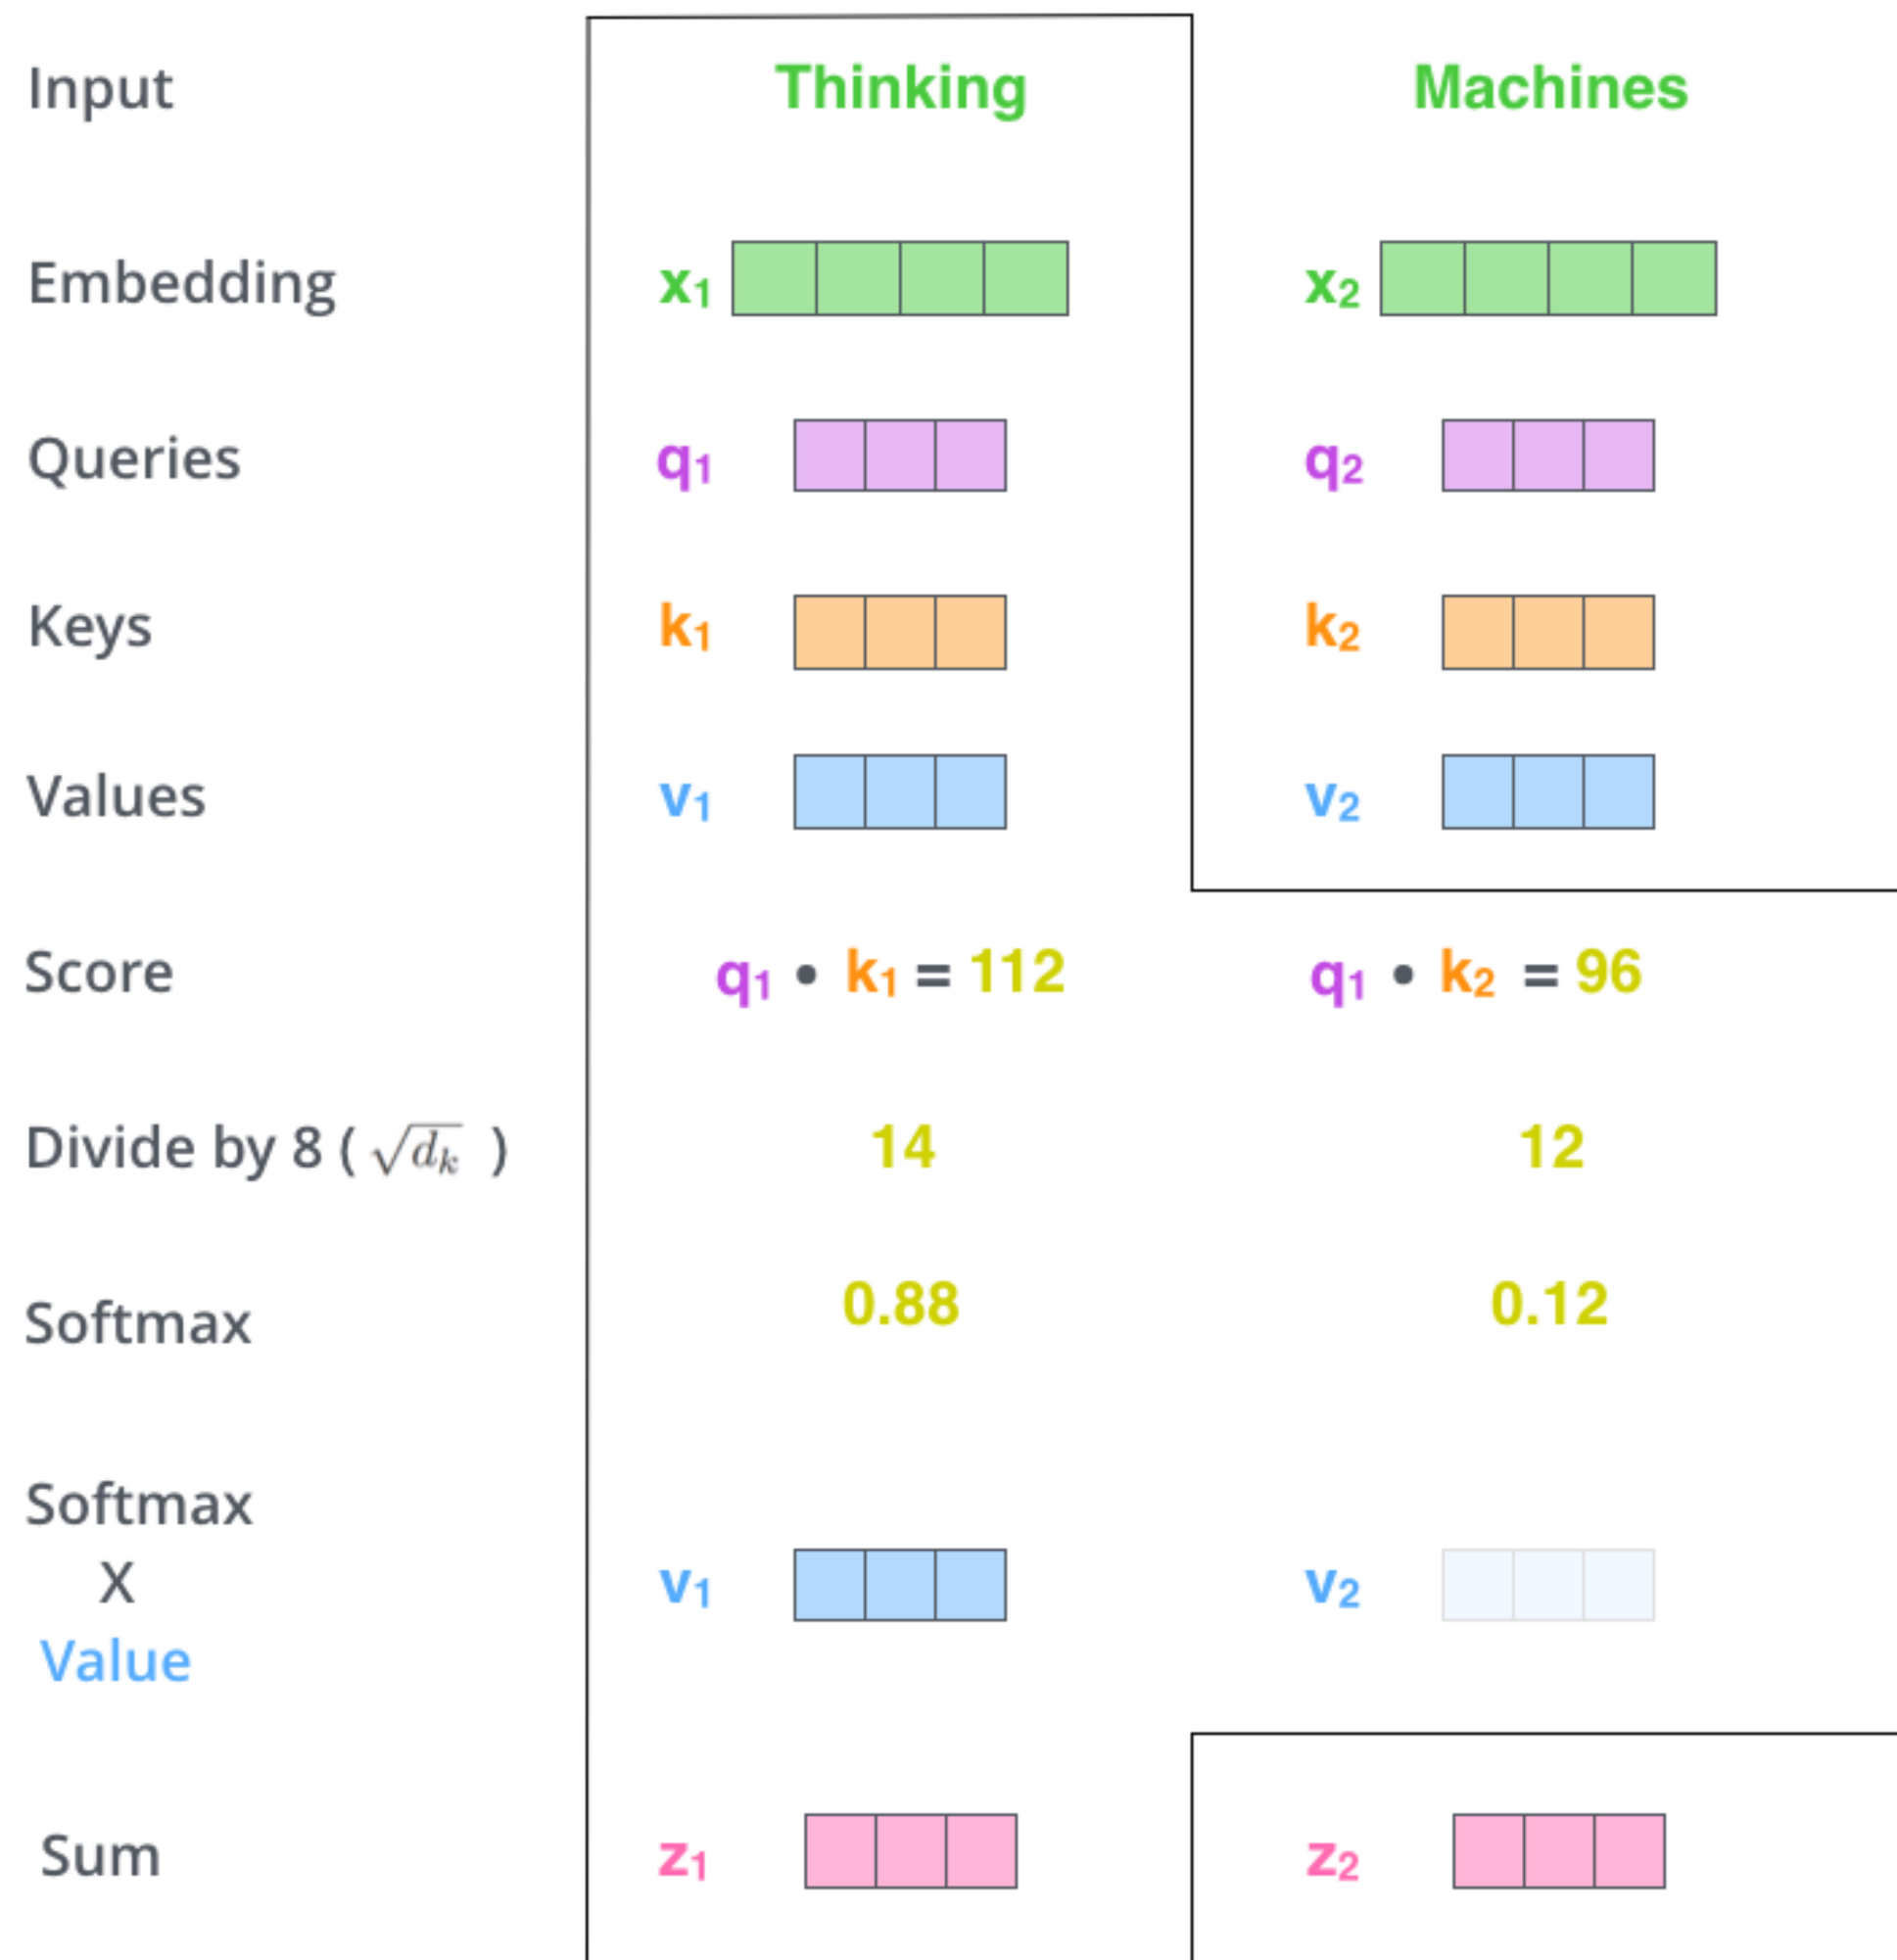 Input Thinking Machines
Embedding x₁ x₂
Queries q₁ q₂
Keys k₁ k₂
Values v₁ v₂
Score q₁ • k₁ = 112 q₁ • k₂ = 96
Divide by 8 ( √dₖ ) 14 12
Softmax 0.88 0.12
Softmax
X v₁ v₂
Value
Sum z₁ z₂